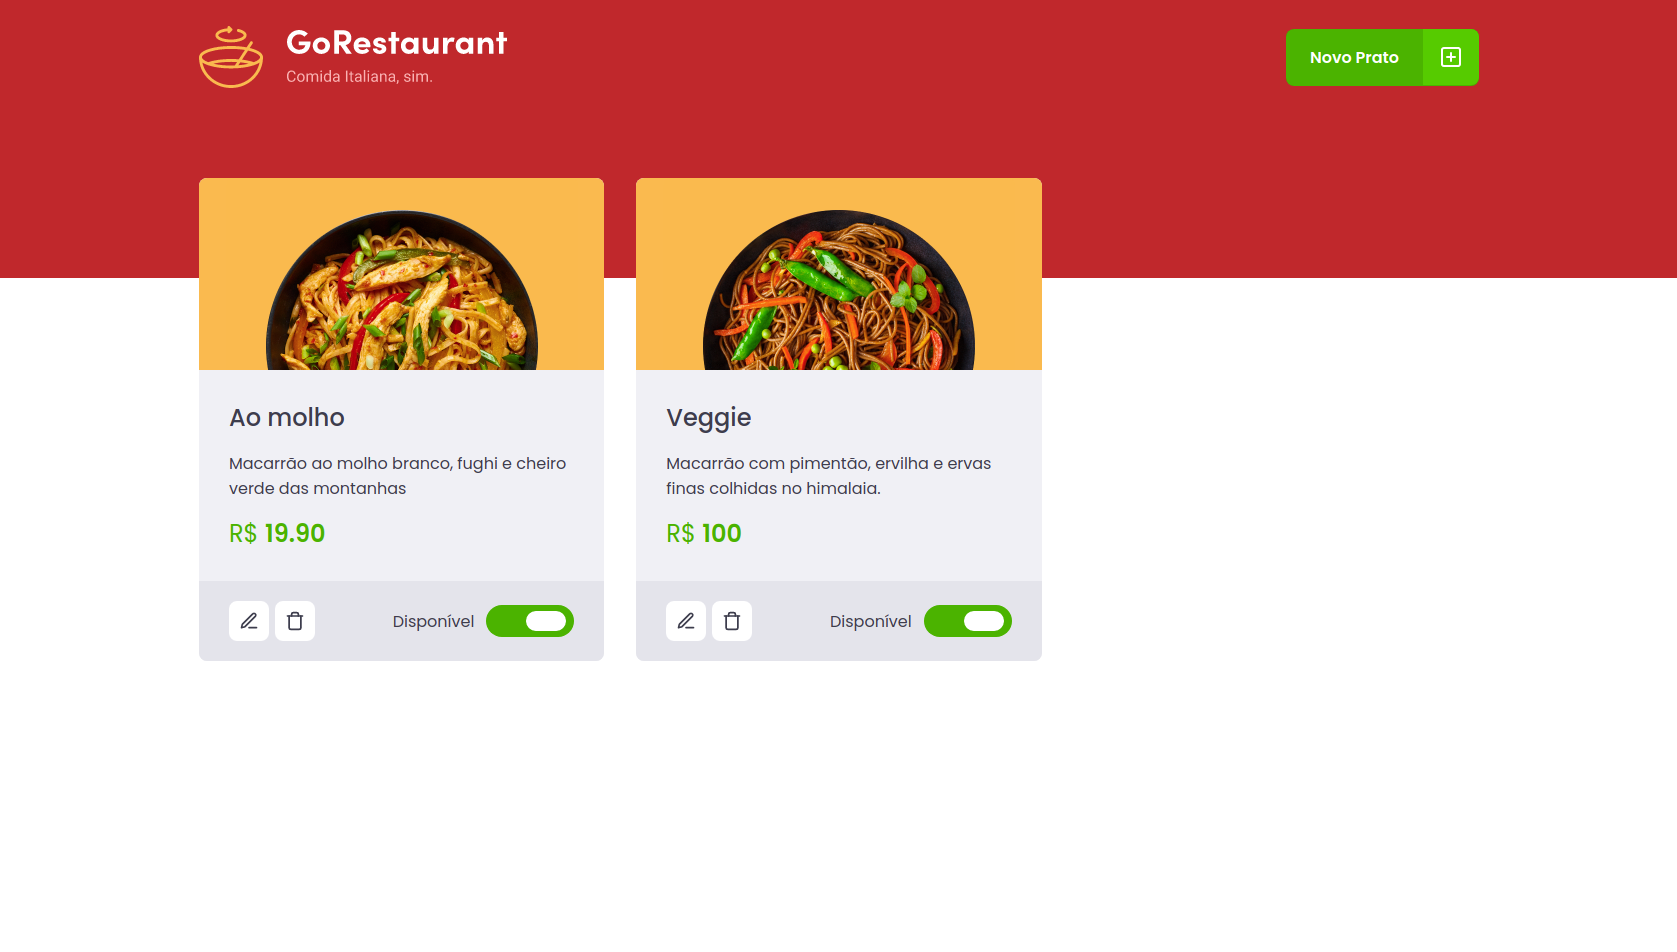 GoRestaurant
Comida Italiana, sim.
Novo Prato
Ao molho
Macarrão ao molho branco, fughi e cheiro
verde das montanhas
R$ 19.90
Disponível
Veggie
Macarrão com pimentão, ervilha e ervas
finas colhidas no himalaia.
R$ 100
Disponível